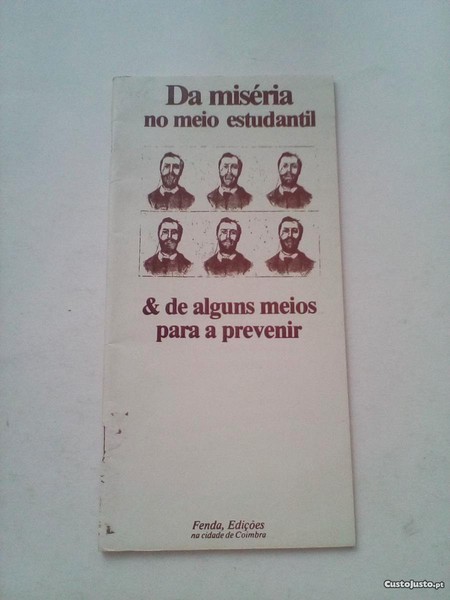 Da miséria
no meio estudantil
& de alguns meios
para a prevenir
Fenda, Edições
na cidade de Coimbra
CustoJusto.pt